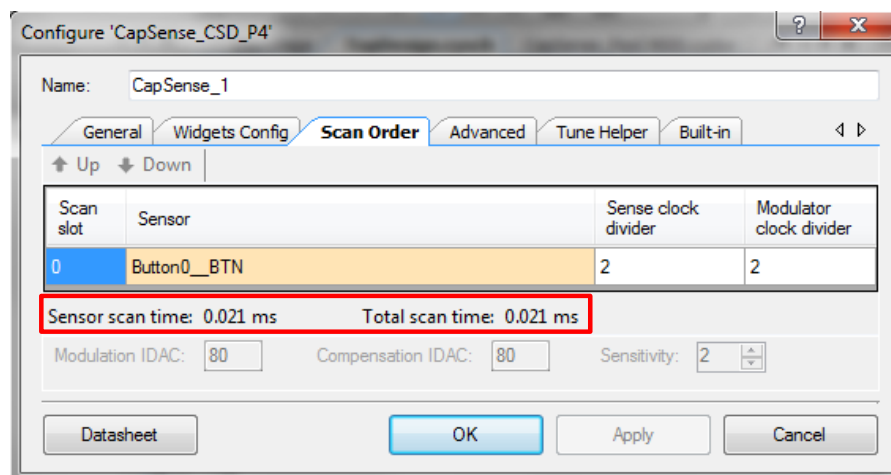 Configure 'CapSense_CSD_P4'
Name: CapSense_1
General Widgets Config Scan Order Advanced Tune Helper Built-in
Up Down
Scan slot Sensor Sense clock divider Modulator clock divider
0 Button0__BTN 2 2
Sensor scan time: 0.021 ms Total scan time: 0.021 ms
Modulation IDAC: 80 Compensation IDAC: 80 Sensitivity: 2
Datasheet OK Apply Cancel